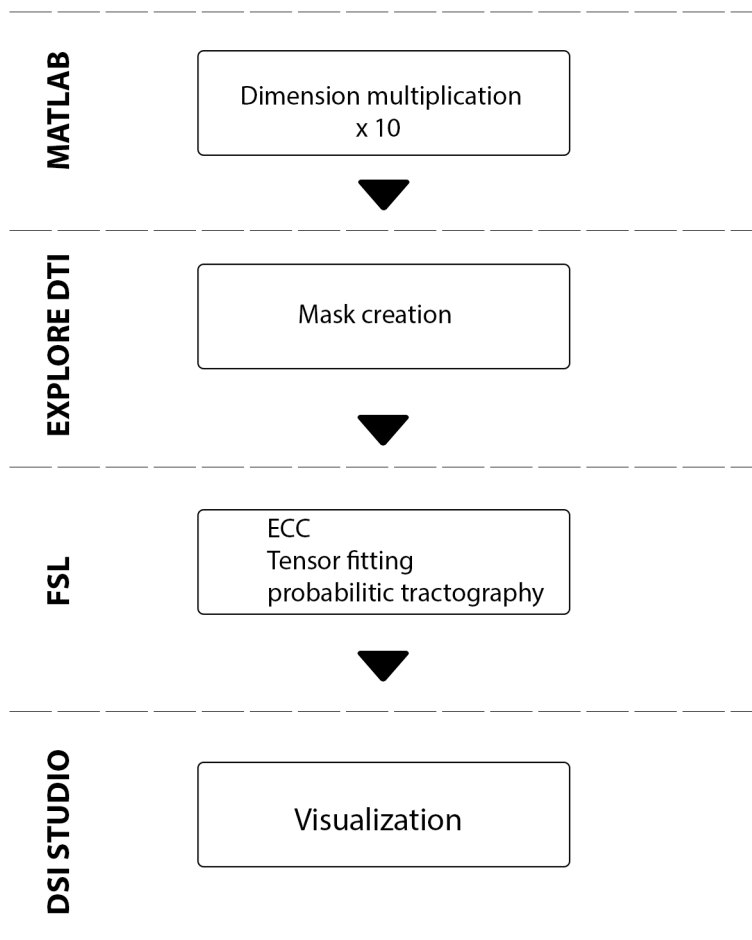 MATLAB
Dimension multiplication
x 10
EXPLORE DTI
Mask creation
FSL
ECC
Tensor fitting
probabilitic tractography
DSI STUDIO
Visualization